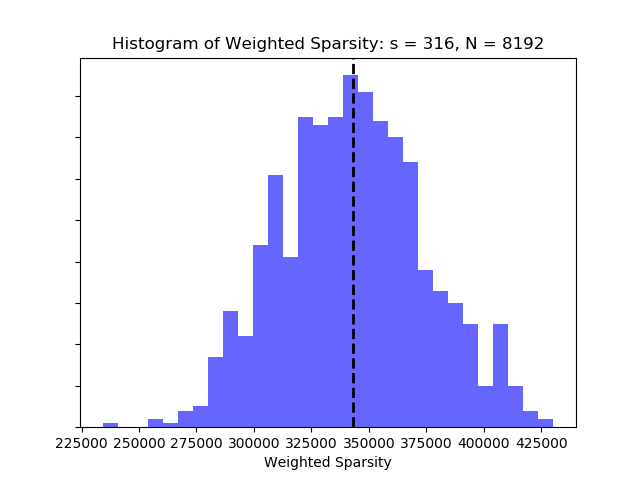 Histogram of Weighted Sparsity: s = 316, N = 8192
225000 250000 275000 300000 325000 350000 375000 400000 425000
Weighted Sparsity